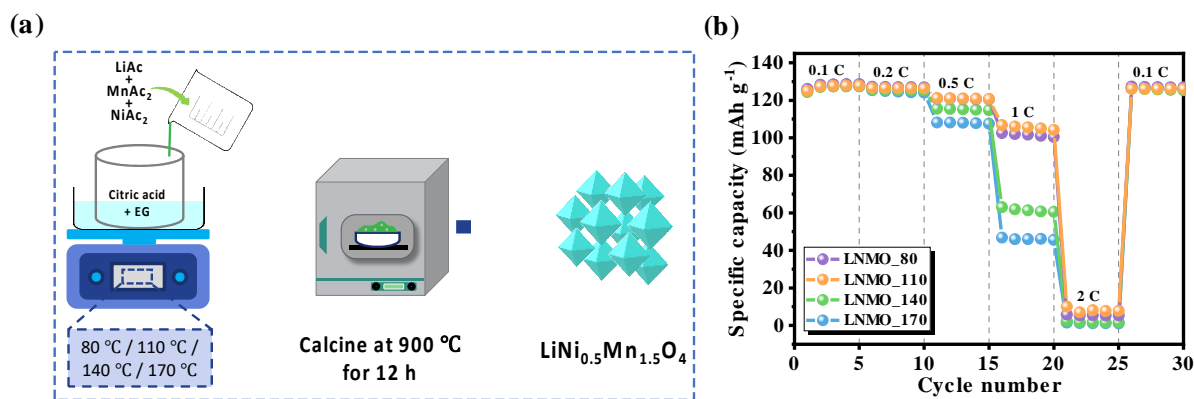 (a)
LiAc
+
MnAc₂
+
NiAc₂
Citric acid
+ EG
80 ℃ / 110 ℃ /
140 ℃ / 170 ℃
Calcine at 900 ℃
for 12 h
LiNi₀.₅Mn₁.₅O₄
(b)
Specific capacity (mAh g⁻¹)
140
120
100
80
60
40
20
0
0.1 C
0.2 C
0.5 C
1 C
2 C
0.1 C
LNMO_80
LNMO_110
LNMO_140
LNMO_170
0 5 10 15 20 25 30
Cycle number